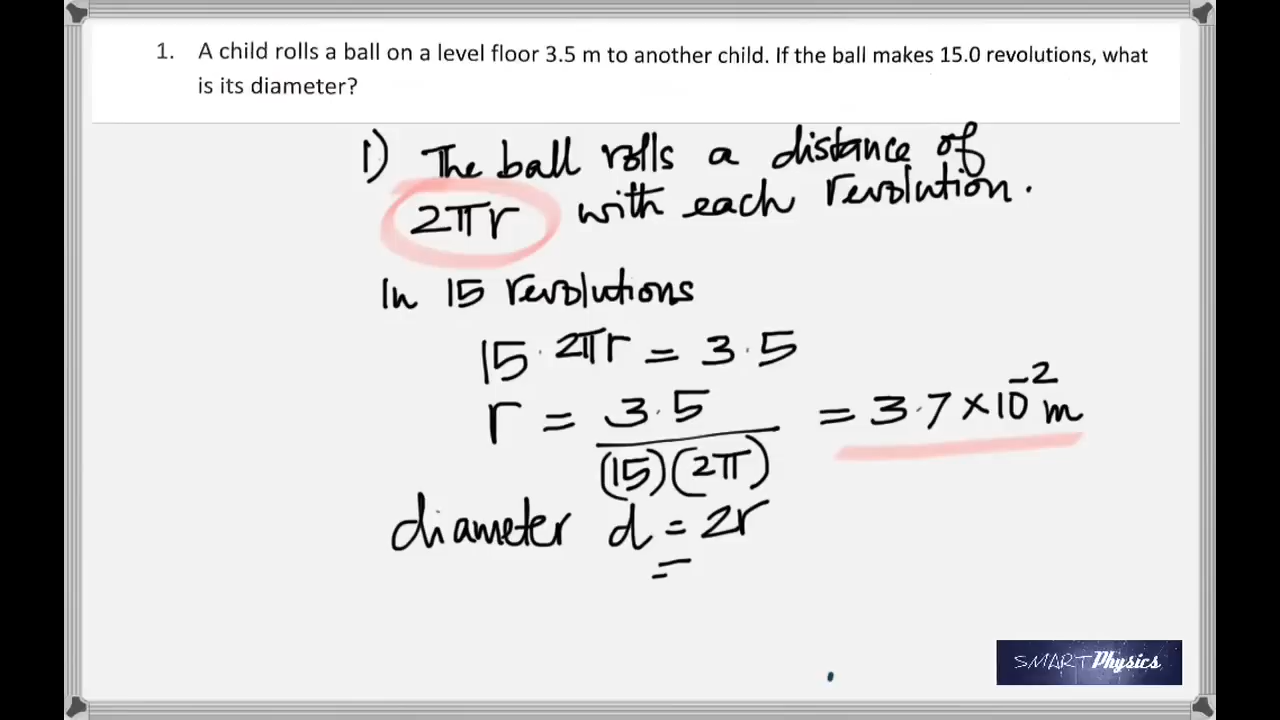 1. A child rolls a ball on a level floor 3.5 m to another child. If the ball makes 15.0 revolutions, what
is its diameter?
1) The ball rolls a distance of
2πr with each revolution.
In 15 revolutions
15 · 2πr = 3.5
r = 3.5 / (15)(2π) = 3.7 × 10⁻² m
diameter d = 2r
=
SMART Physics